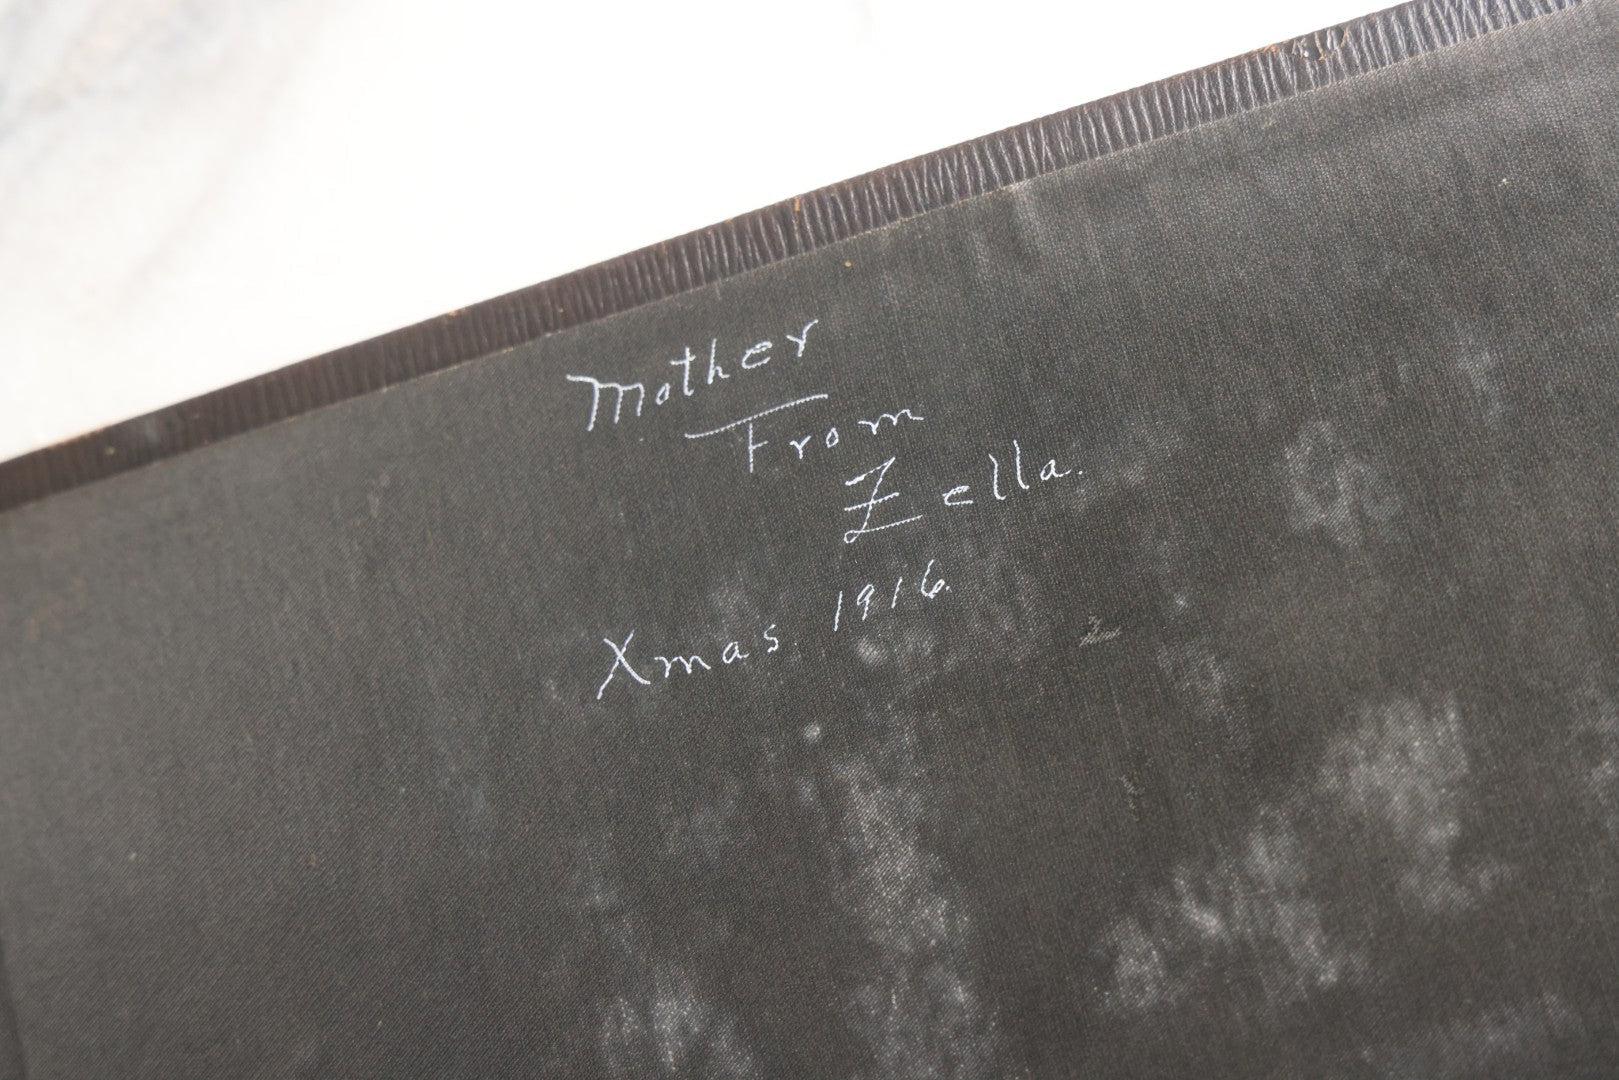 Mother
From
Zella.
Xmas. 1916.